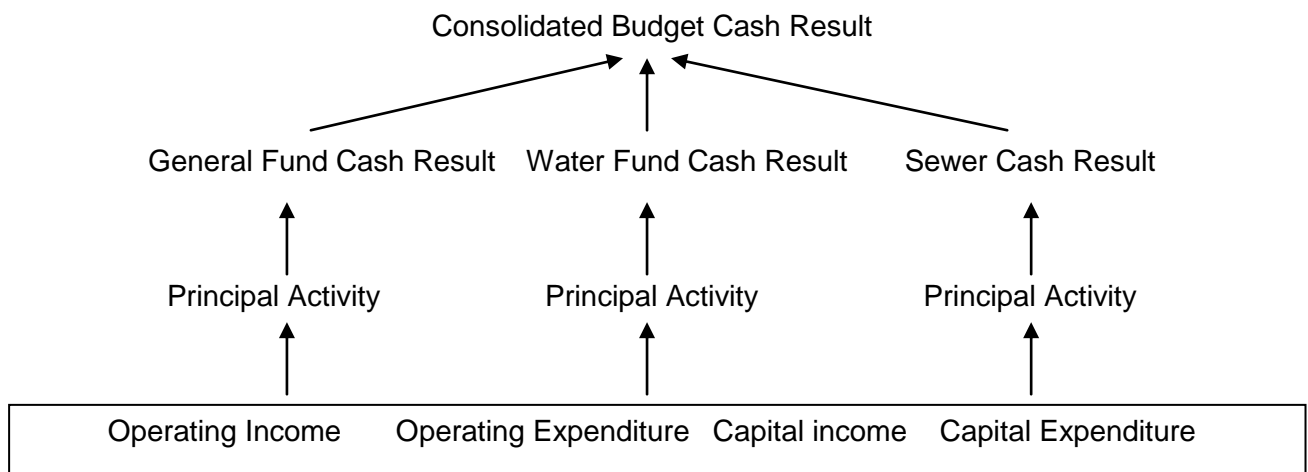 Consolidated Budget Cash Result
General Fund Cash Result Water Fund Cash Result Sewer Cash Result
Principal Activity Principal Activity Principal Activity
Operating Income Operating Expenditure Capital income Capital Expenditure